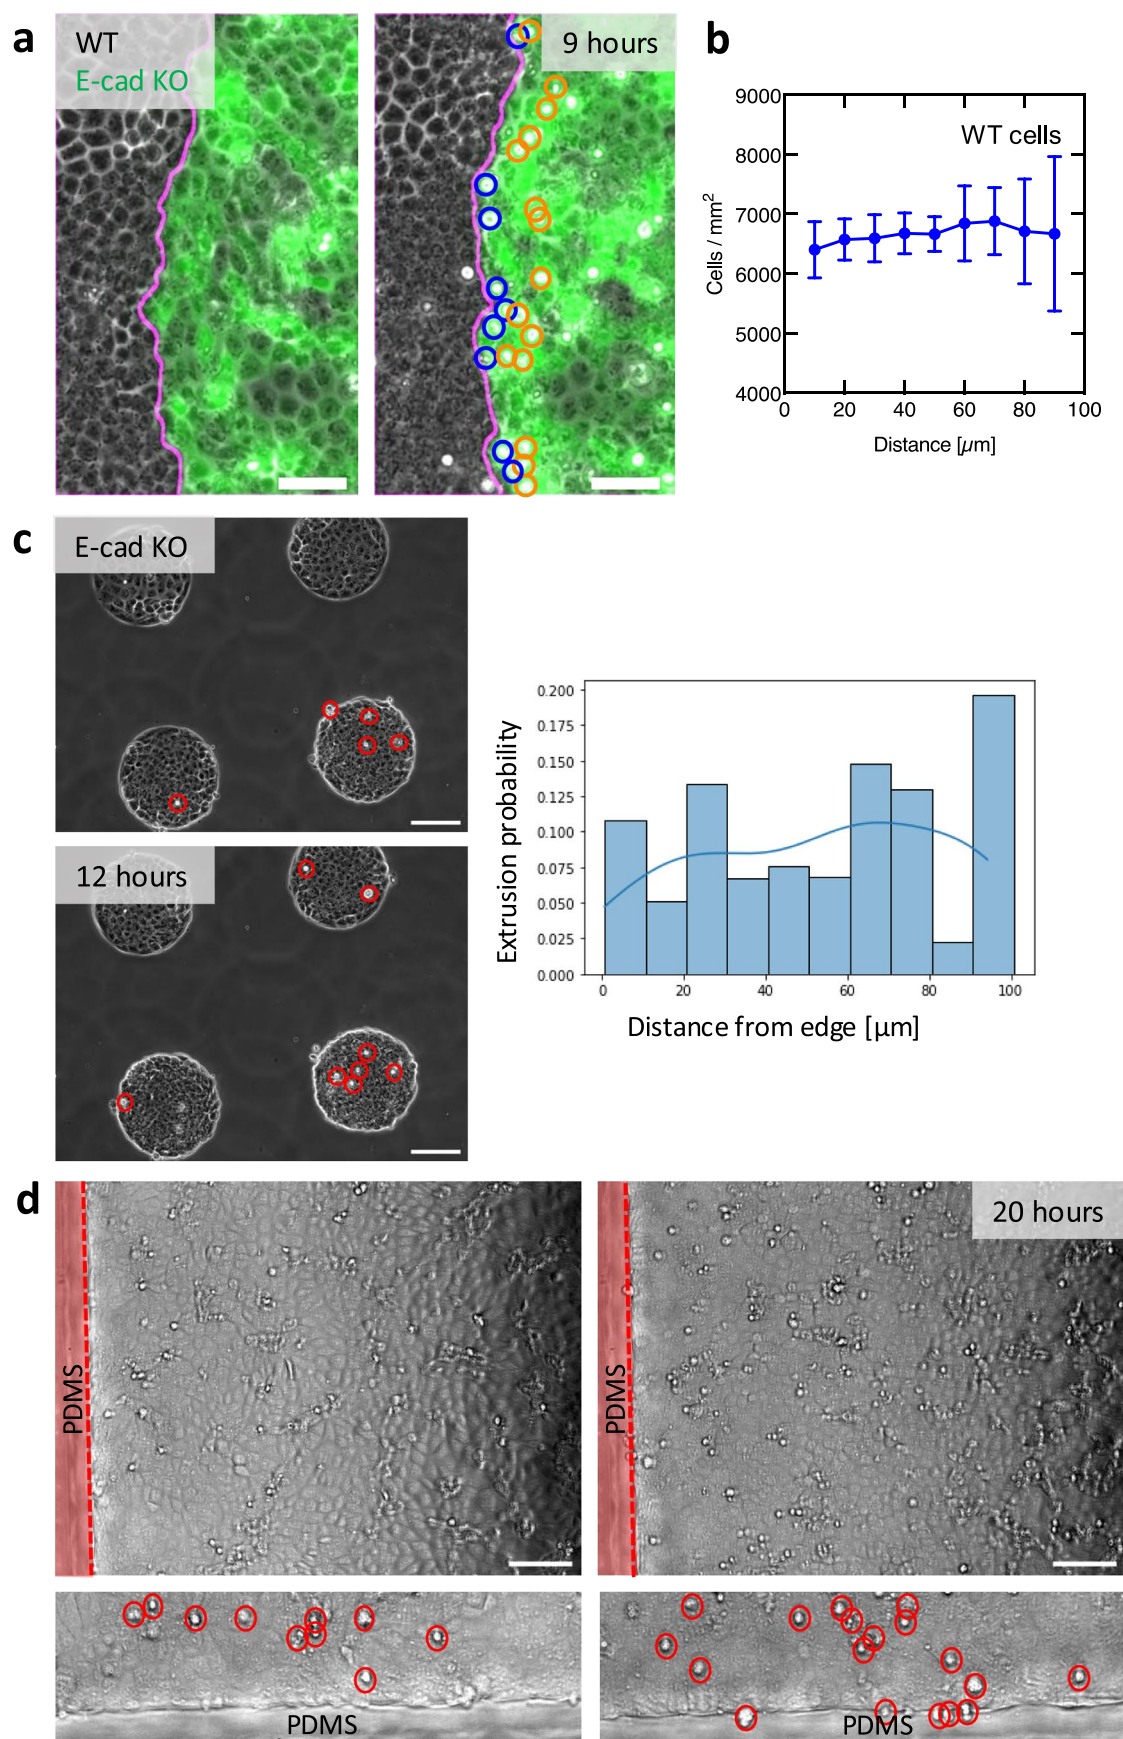 a
WT
E-cad KO
9 hours
b
9000
8000
7000
6000
5000
4000
Cells / mm²
WT cells
0 20 40 60 80 100
Distance [µm]
c
E-cad KO
12 hours
0.200
0.175
0.150
0.125
0.100
0.075
0.050
0.025
0.000
Extrusion probability
0 20 40 60 80 100
Distance from edge [µm]
d
PDMS
PDMS
20 hours
PDMS
PDMS